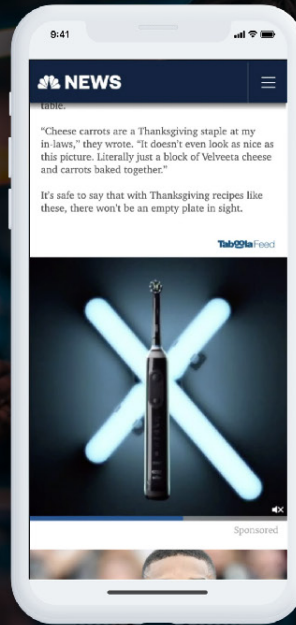 9:41
NEWS
table.
“Cheese carrots are a Thanksgiving staple at my
in-laws,” they wrote. “It doesn't even look as nice as
this picture. Literally just a block of Velveeta cheese
and carrots baked together.”
It's safe to say that with Thanksgiving recipes like
these, there won't be an empty plate in sight.
Taboola Feed
Sponsored